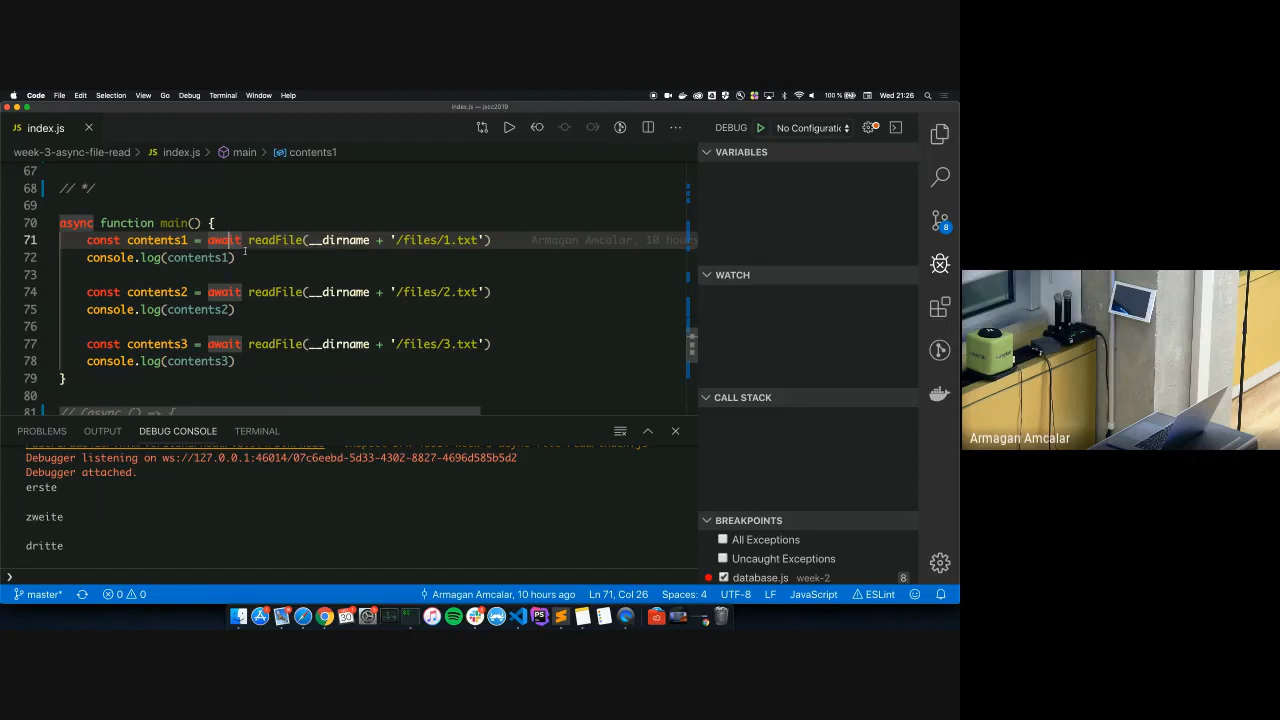 Code File Edit Selection View Go Debug Terminal Window Help 100 % Wed 21:26
index.js — jscc2019
JS index.js
DEBUG No Configuratic
week-3-async-file-read JS index.js main contents1
VARIABLES
67
68 // */
69
70 async function main() {
71 const contents1 = await readFile(__dirname + '/files/1.txt') Armagan Amcalar, 10 hours
72 console.log(contents1)
73
74 const contents2 = await readFile(__dirname + '/files/2.txt')
75 console.log(contents2)
76
77 const contents3 = await readFile(__dirname + '/files/3.txt')
78 console.log(contents3)
79 }
80
81 // (async () => {
WATCH
8
CALL STACK
PROBLEMS OUTPUT DEBUG CONSOLE TERMINAL
Debugger listening on ws://127.0.0.1:46014/07c6eebd-5d33-4302-8827-4696d585b5d2
Debugger attached.
erste
zweite
dritte
BREAKPOINTS
All Exceptions
Uncaught Exceptions
database.js week-2 8
master* 0 0 Armagan Amcalar, 10 hours ago Ln 71, Col 26 Spaces: 4 UTF-8 LF JavaScript ESLint
Armagan Amcalar